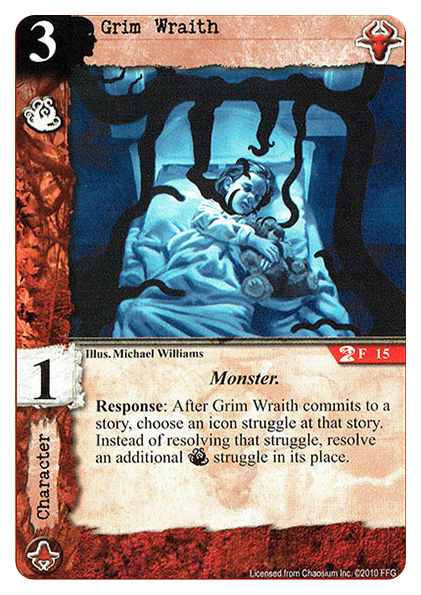 3
Grim Wraith
Illus. Michael Williams
F 15
1
Monster.
Response: After Grim Wraith commits to a
story, choose an icon struggle at that story.
Instead of resolving that struggle, resolve
an additional struggle in its place.
Character
Licensed from Chaosium Inc. ©2010 FFG